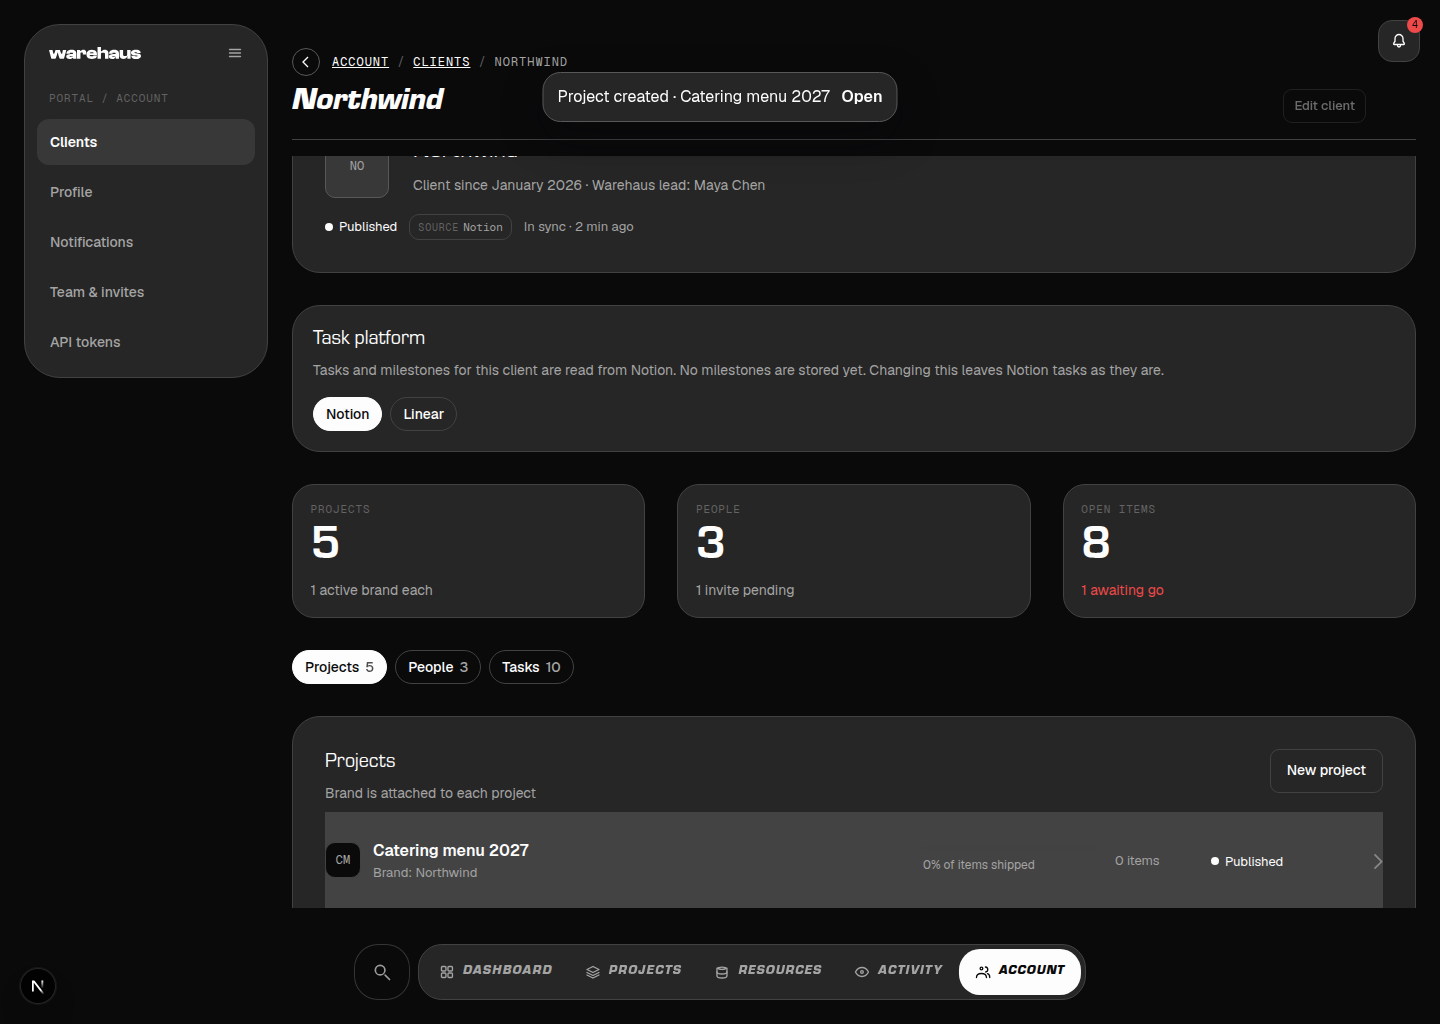 warehaus
PORTAL / ACCOUNT
Clients
Profile
Notifications
Team & invites
API tokens
4
ACCOUNT / CLIENTS / NORTHWIND
Northwind
Project created · Catering menu 2027 Open
Edit client
NO
Client since January 2026 · Warehaus lead: Maya Chen
Published
SOURCE Notion
In sync · 2 min ago
Task platform
Tasks and milestones for this client are read from Notion. No milestones are stored yet. Changing this leaves Notion tasks as they are.
Notion
Linear
PROJECTS
5
1 active brand each
PEOPLE
3
1 invite pending
OPEN ITEMS
8
1 awaiting go
Projects 5
People 3
Tasks 10
Projects
Brand is attached to each project
New project
CM
Catering menu 2027
Brand: Northwind
0% of items shipped
0 items
Published
N
DASHBOARD
PROJECTS
RESOURCES
ACTIVITY
ACCOUNT